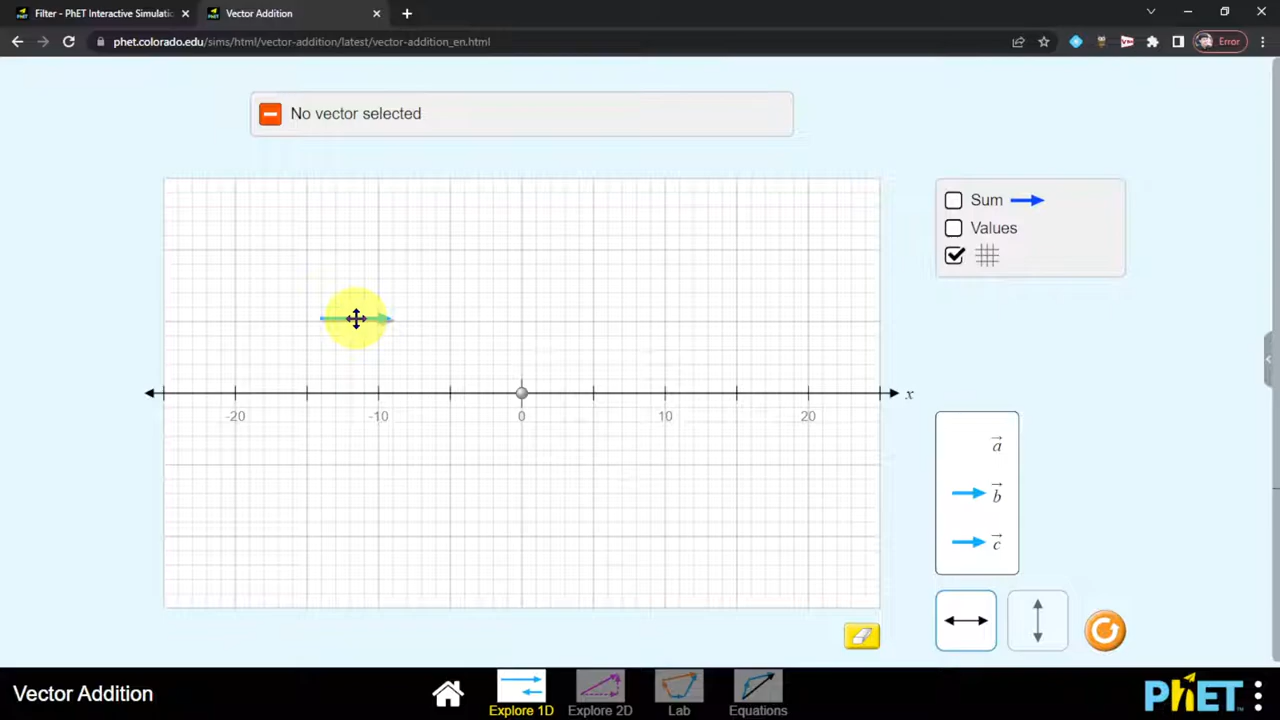 Filter - PhET Interactive Simulatio
Vector Addition
phet.colorado.edu/sims/html/vector-addition/latest/vector-addition_en.html
Error
No vector selected
Sum
Values
x
-20 -10 0 10 20
a
b
c
Vector Addition
Explore 1D
Explore 2D
Lab
Equations
PhET